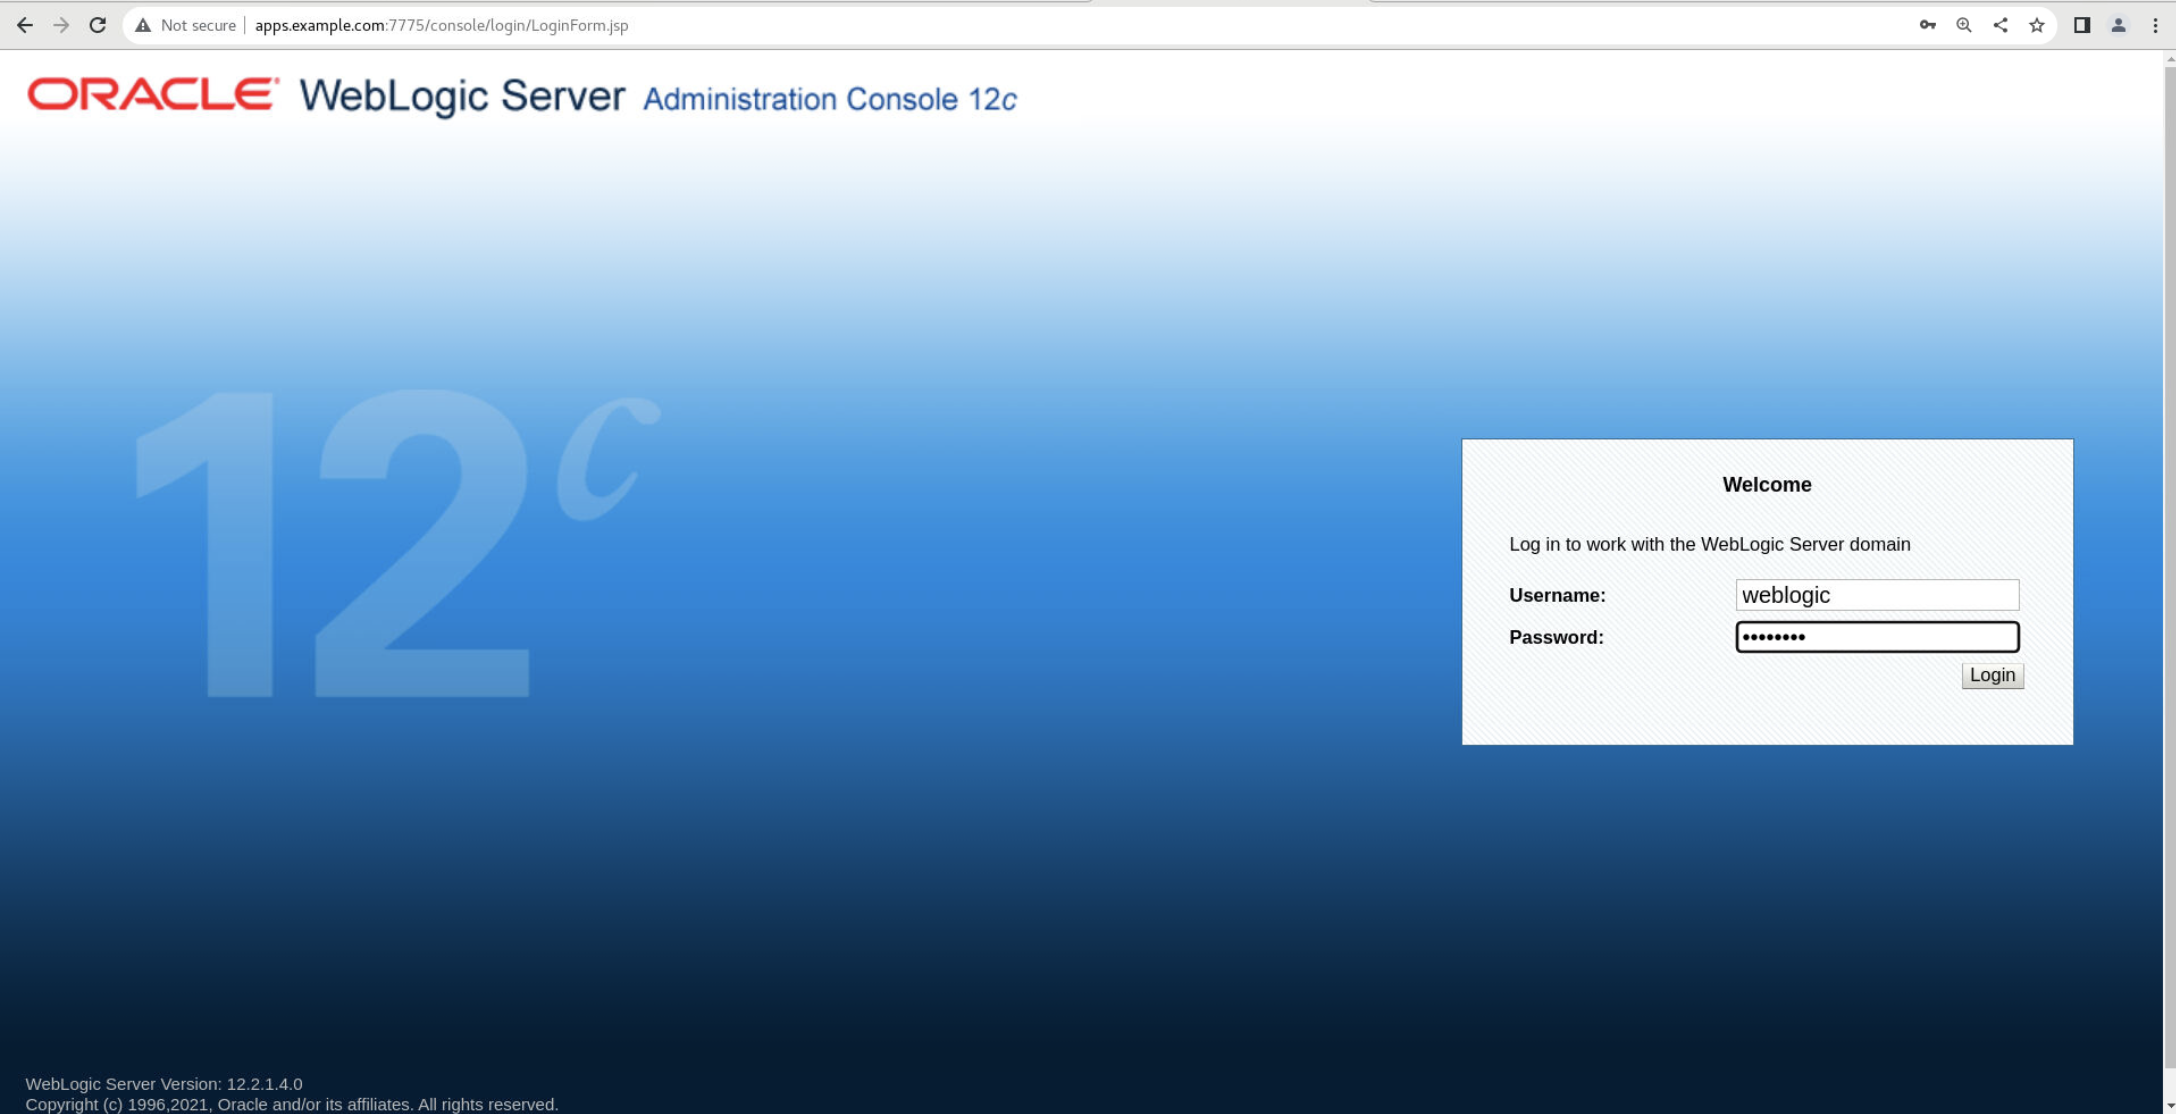 Not secure apps.example.com:7775/console/login/LoginForm.jsp
ORACLE WebLogic Server Administration Console 12c
12c
Welcome
Log in to work with the WebLogic Server domain
Username: weblogic
Password: ••••••••
Login
WebLogic Server Version: 12.2.1.4.0
Copyright (c) 1996,2021, Oracle and/or its affiliates. All rights reserved.